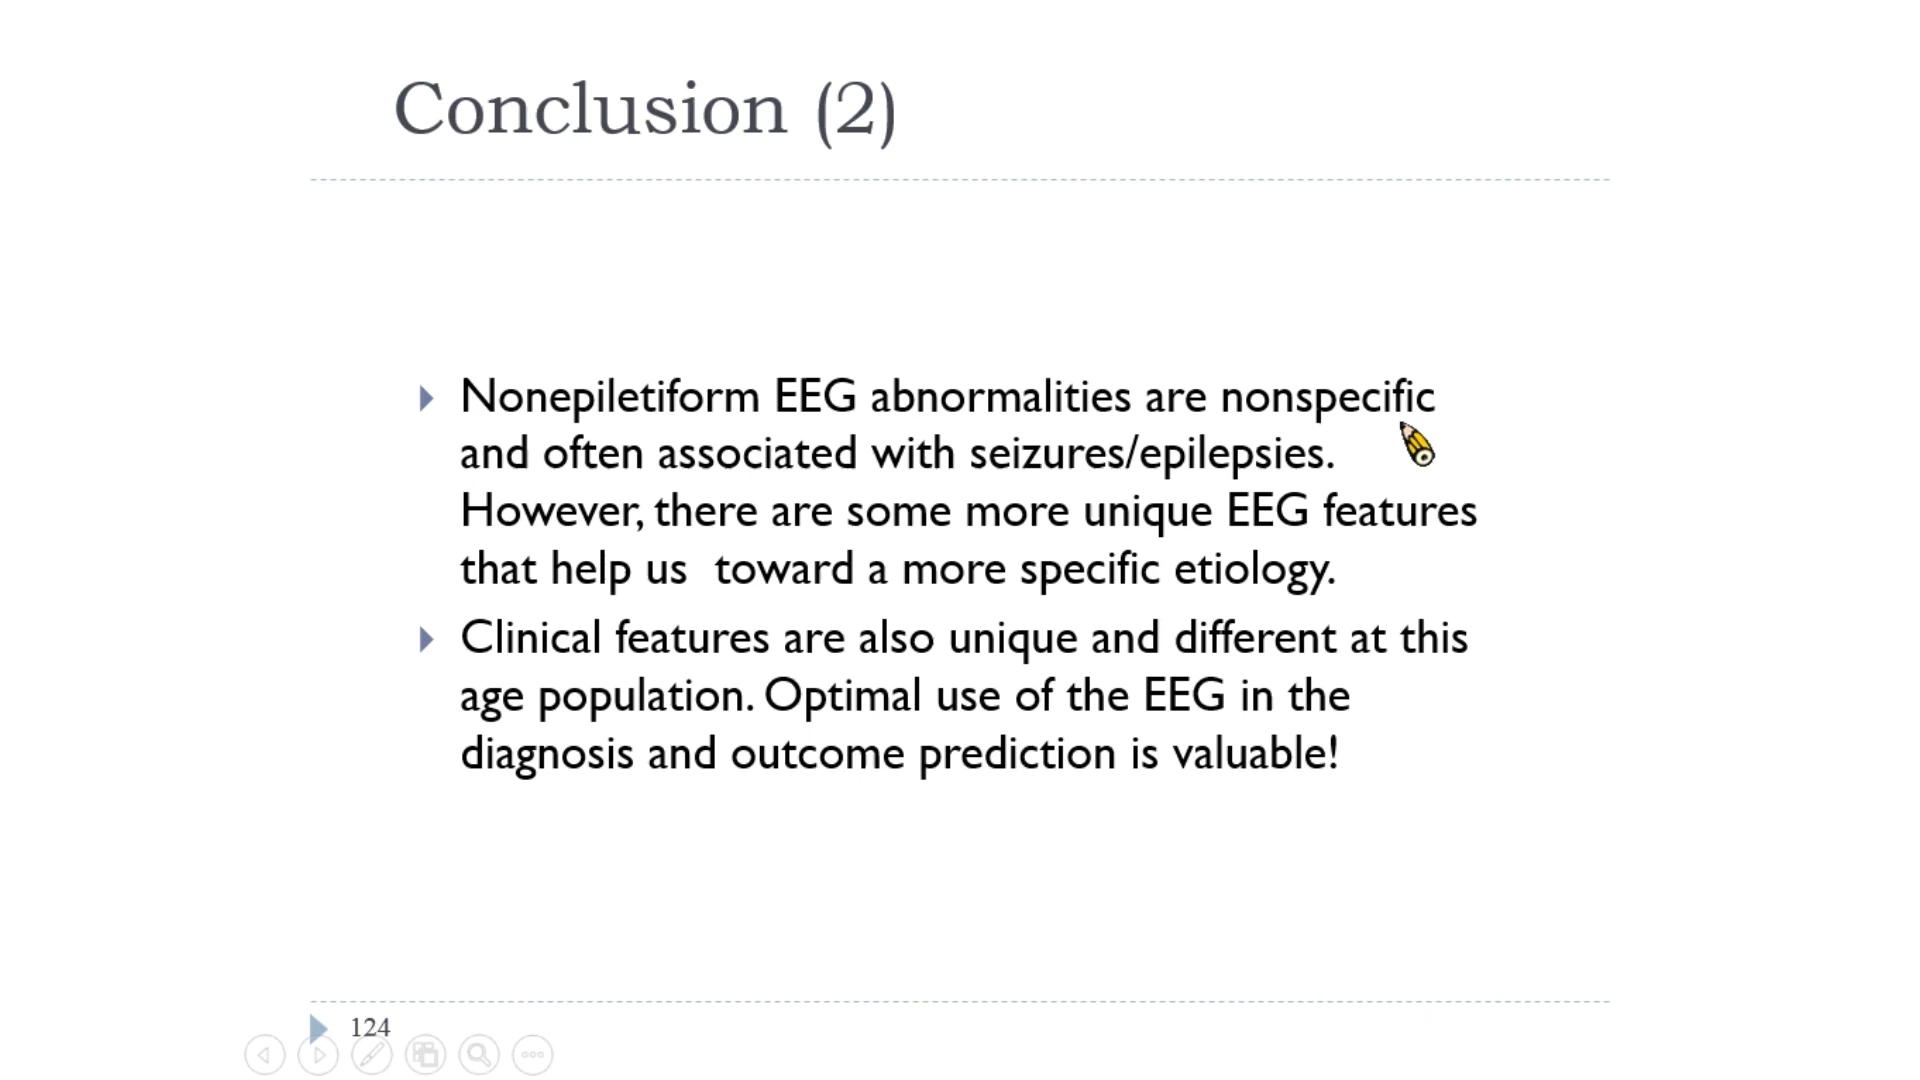 Conclusion (2)
Nonepiletiform EEG abnormalities are nonspecific
and often associated with seizures/epilepsies.
However, there are some more unique EEG features
that help us  toward a more specific etiology.
Clinical features are also unique and different at this
age population. Optimal use of the EEG in the
diagnosis and outcome prediction is valuable!
124